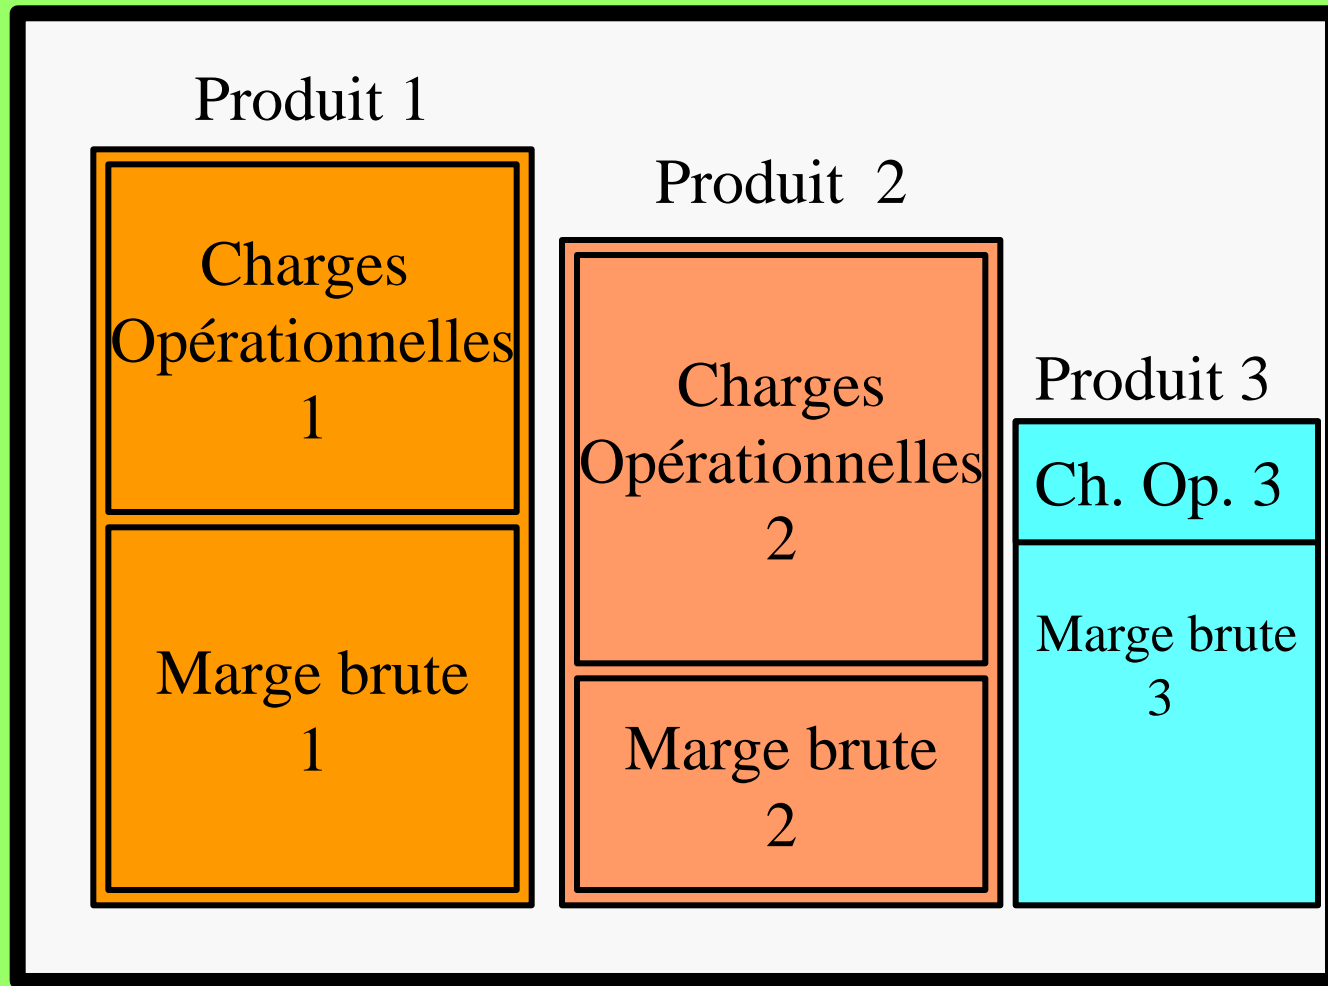 Produit 1
Charges
Opérationnelles
1
Marge brute
1
Produit  2
Charges
Opérationnelles
2
Marge brute
2
Produit 3
Ch. Op. 3
Marge brute
3